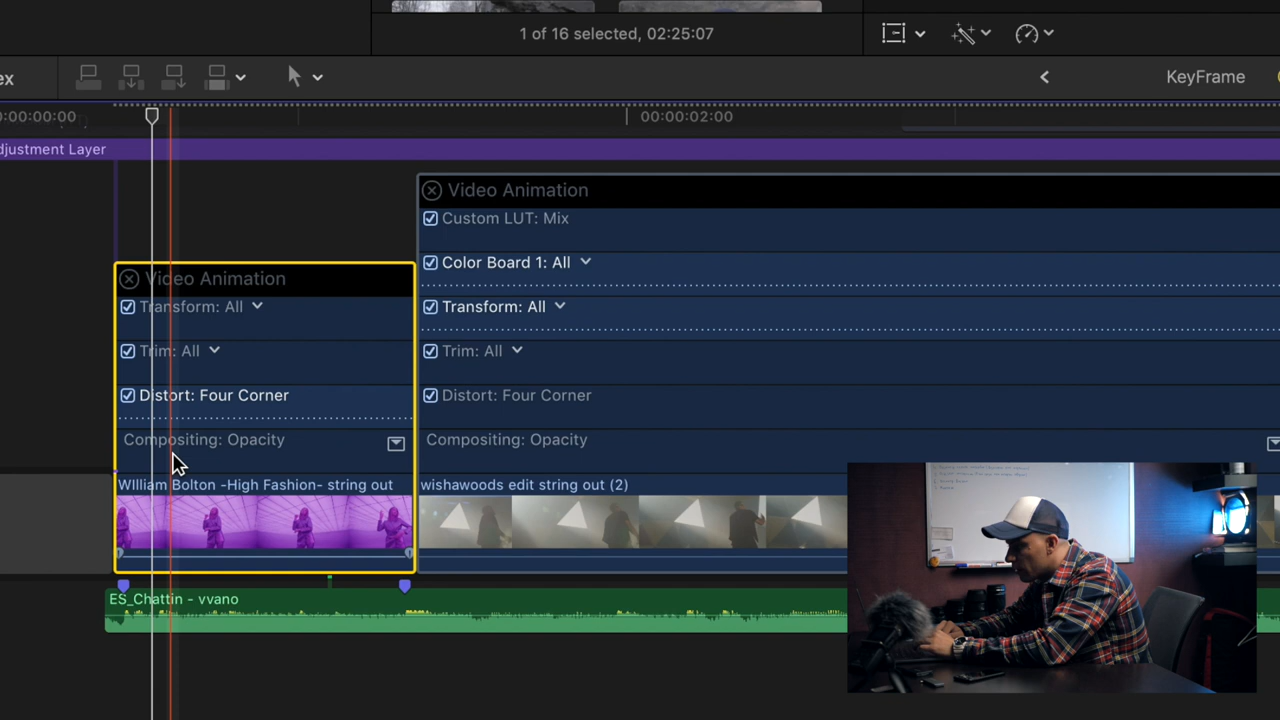 1 of 16 selected, 02:25:07
ex
KeyFrame
0:00:00:00
00:00:02:00
djustment Layer
Video Animation
Custom LUT: Mix
Color Board 1: All
Transform: All
Trim: All
Distort: Four Corner
Compositing: Opacity
Video Animation
Transform: All
Trim: All
Distort: Four Corner
Compositing: Opacity
WIlliam Bolton -High Fashion- string out
wishawoods edit string out (2)
ES_Chattin - vvano